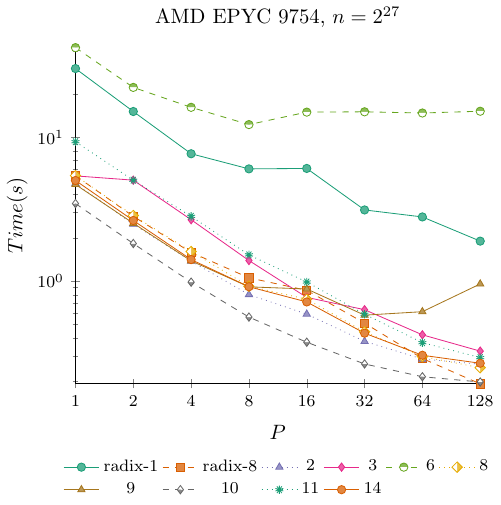 AMD EPYC 9754, n = 2^27
10^1
10^0
Time(s)
1 2 4 8 16 32 64 128
P
radix-1 radix-8 2 3 6 8
9 10 11 14